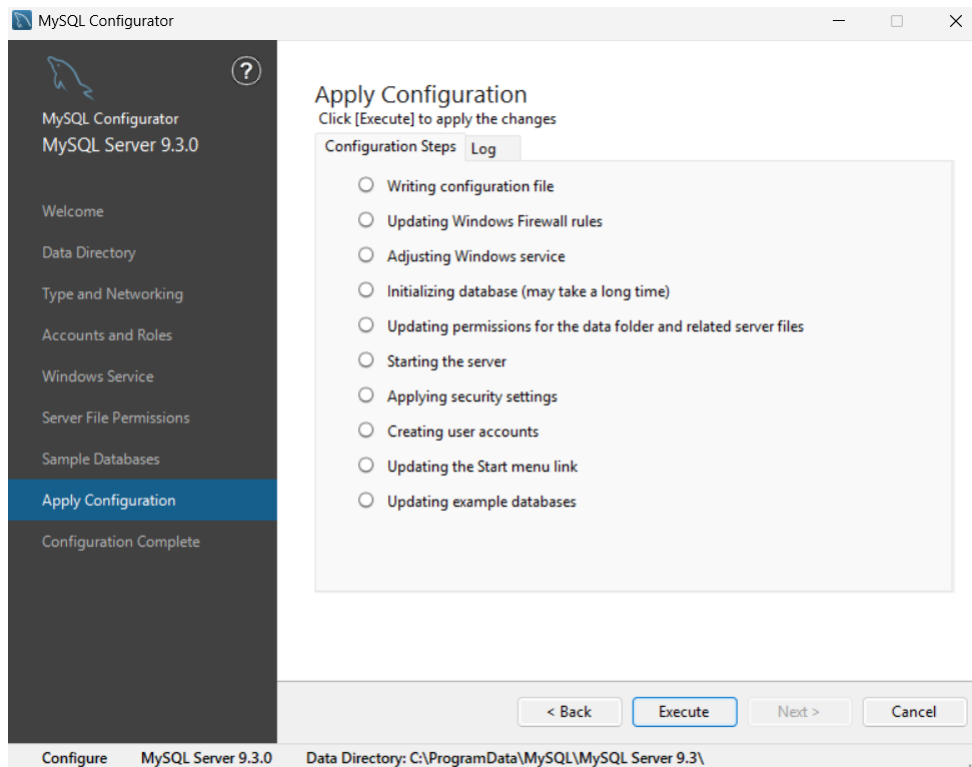 MySQL Configurator
?
MySQL Configurator
MySQL Server 9.3.0
Welcome
Data Directory
Type and Networking
Accounts and Roles
Windows Service
Server File Permissions
Sample Databases
Apply Configuration
Configuration Complete
Apply Configuration
Click [Execute] to apply the changes
Configuration Steps Log
Writing configuration file
Updating Windows Firewall rules
Adjusting Windows service
Initializing database (may take a long time)
Updating permissions for the data folder and related server files
Starting the server
Applying security settings
Creating user accounts
Updating the Start menu link
Updating example databases
< Back Execute Next > Cancel
Configure MySQL Server 9.3.0 Data Directory: C:\ProgramData\MySQL\MySQL Server 9.3\